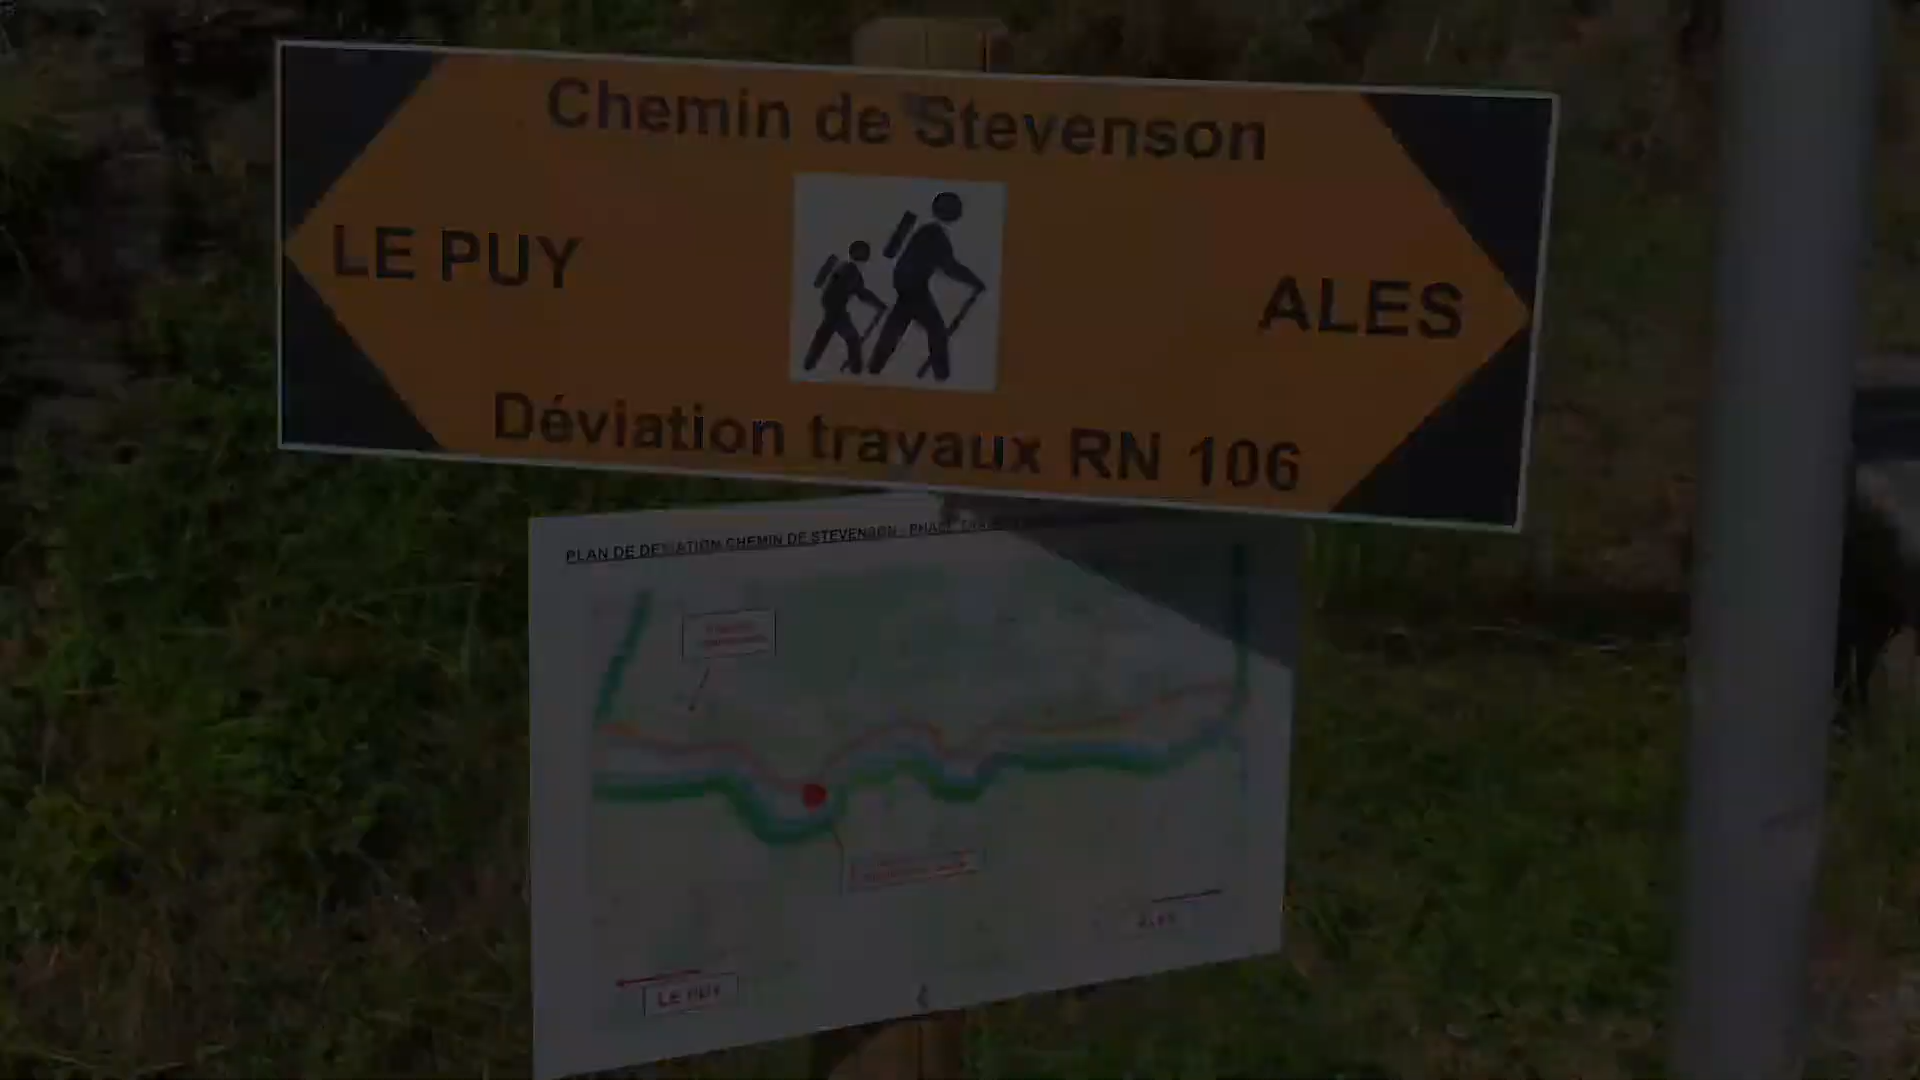 Chemin de Stevenson
LE PUY
ALES
Déviation travaux RN 106
PLAN DE DEVIATION CHEMIN DE STEVENSON - PHASE
ALES
LE PUY